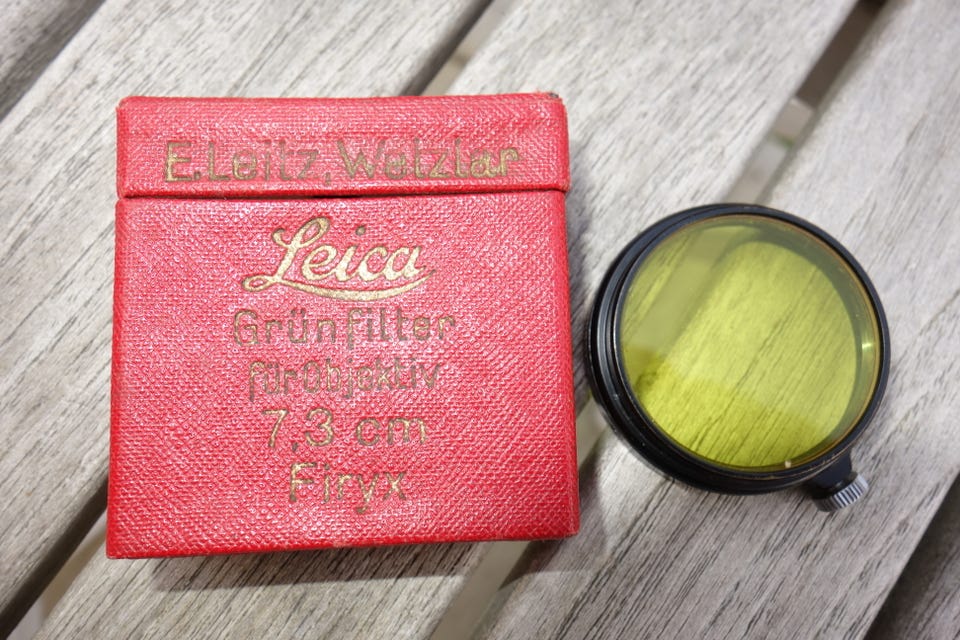 E.Leitz, Wetzlar
Leica
Grünfilter
für Objektiv
7,3 cm
Firyx